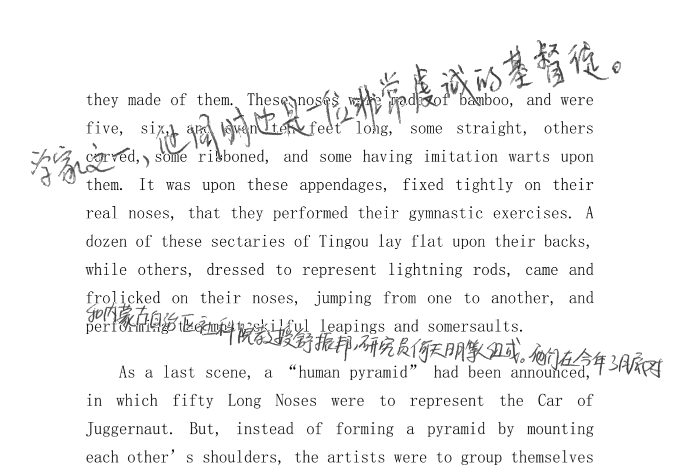 they made of them. These noses were made of bamboo, and were
five, six, and even ten feet long, some straight, others
curved, some ribboned, and some having imitation warts upon
them. It was upon these appendages, fixed tightly on their
real noses, that they performed their gymnastic exercises. A
dozen of these sectaries of Tingou lay flat upon their backs,
while others, dressed to represent lightning rods, came and
frolicked on their noses, jumping from one to another, and
performing the most skilful leapings and somersaults.
As a last scene, a “human pyramid” had been announced,
in which fifty Long Noses were to represent the Car of
Juggernaut. But, instead of forming a pyramid by mounting
each other’s shoulders, the artists were to group themselves
学家之一、他同时也是一位非常虔诚的基督徒。
和内蒙古自治区社科院教授舒振邦,研究员何天明等人组成。他们在今年3月底对